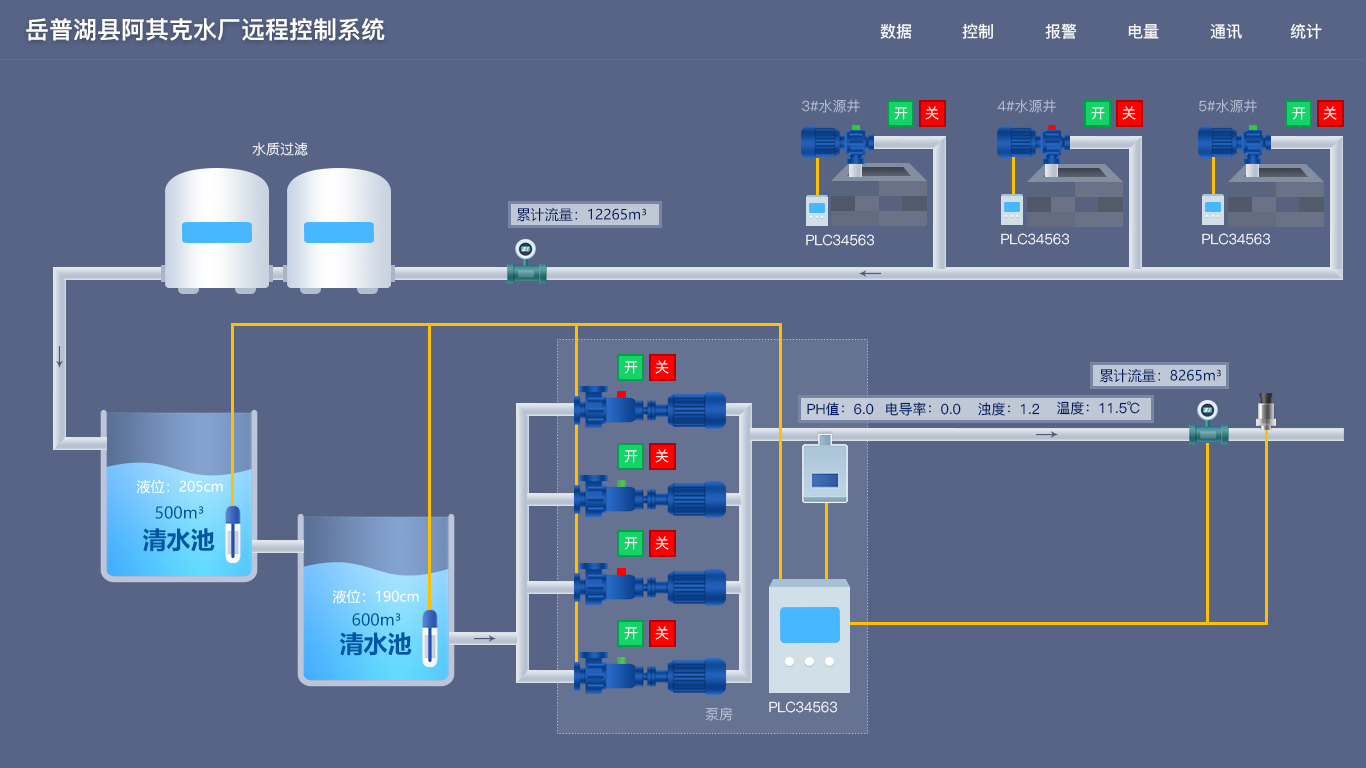 岳普湖县阿其克水厂远程控制系统
数据 控制 报警 电量 通讯 统计
3#水源井 开 关 4#水源井 开 关 5#水源井 开 关
水质过滤
累计流量：12265m³
PLC34563 PLC34563 PLC34563
开 关
累计流量：8265m³
PH值：6.0 电导率：0.0 浊度：1.2 温度：11.5℃
开 关
液位：205cm
500m³
清水池
开 关
液位：190cm
600m³
清水池
开 关
泵房
PLC34563